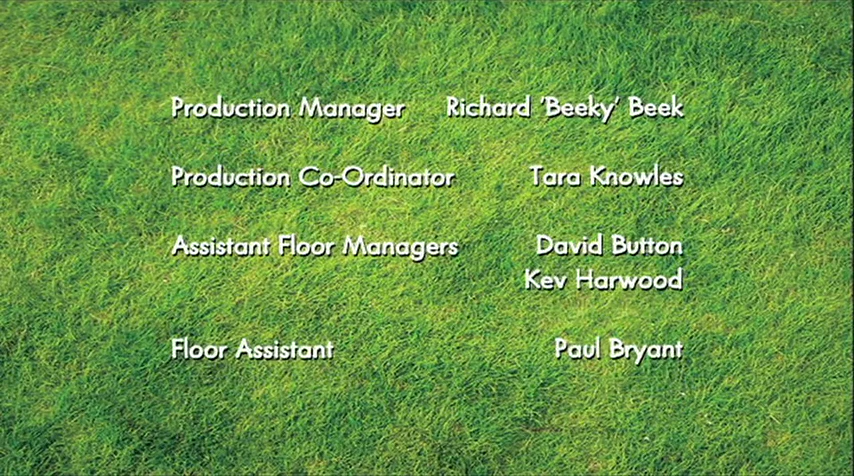 Production Manager Richard 'Beeky' Beek
Production Co-Ordinator Tara Knowles
Assistant Floor Managers David Button
Kev Harwood
Floor Assistant Paul Bryant